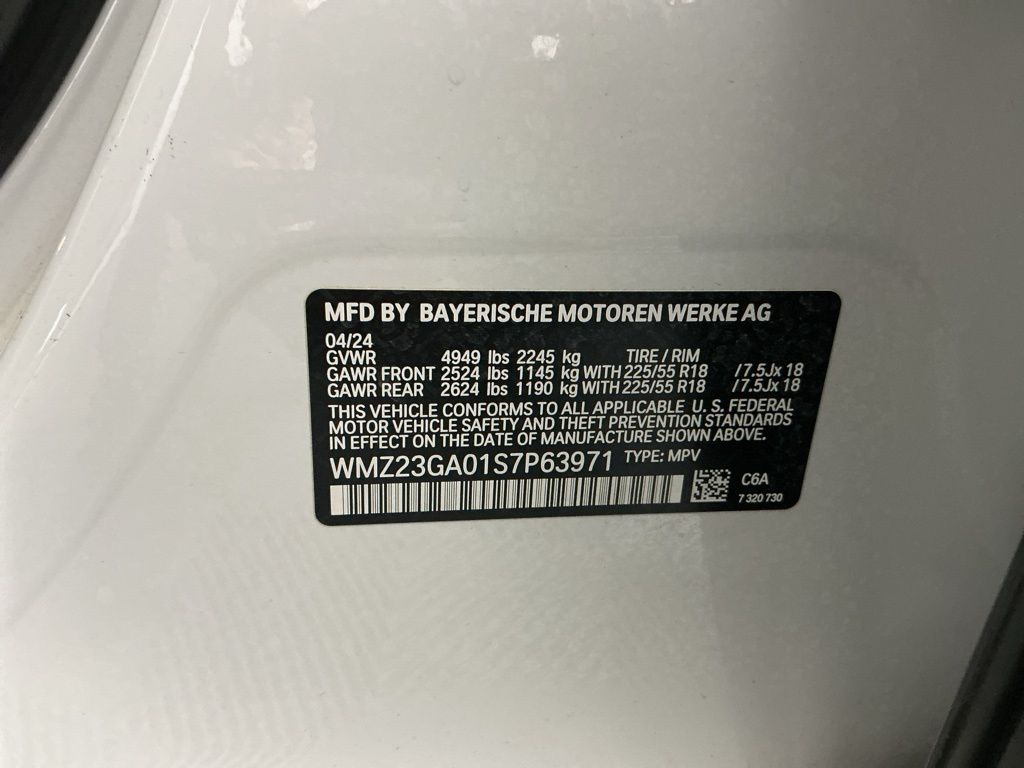 MFD BY BAYERISCHE MOTOREN WERKE AG
04/24
GVWR 4949 lbs 2245 kg TIRE / RIM
GAWR FRONT 2524 lbs 1145 kg WITH 225/55 R18 /7.5Jx 18
GAWR REAR 2624 lbs 1190 kg WITH 225/55 R18 /7.5Jx 18
THIS VEHICLE CONFORMS TO ALL APPLICABLE U. S. FEDERAL
MOTOR VEHICLE SAFETY AND THEFT PREVENTION STANDARDS
IN EFFECT ON THE DATE OF MANUFACTURE SHOWN ABOVE.
WMZ23GA01S7P63971 TYPE: MPV
C6A
7 320 730